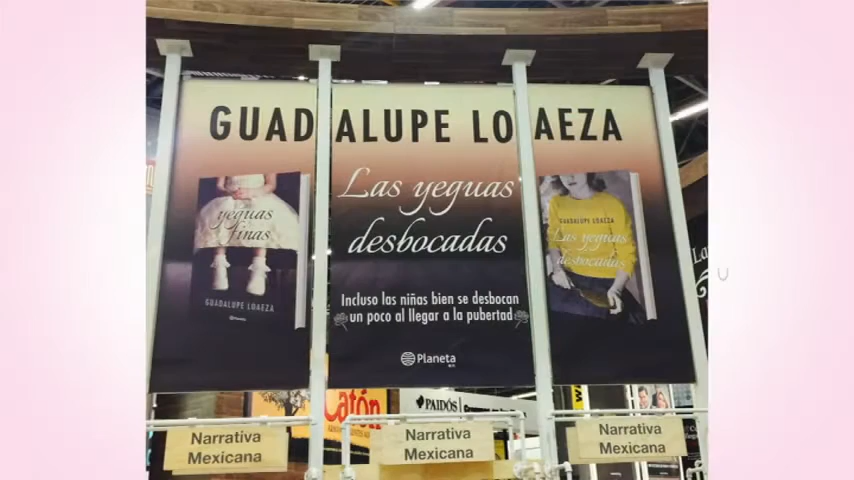 GUADALUPE LOAEZA
yeguas
finas
GUADALUPE LOAEZA
Planeta
Las yeguas
desbocadas
Incluso las niñas bien se desbocan
un poco al llegar a la pubertad
Planeta
GUADALUPE LOAEZA
Las yeguas
desbocadas
Catón
PAIDÓS
Narrativa
Mexicana
Narrativa
Mexicana
Narrativa
Mexicana
La
U